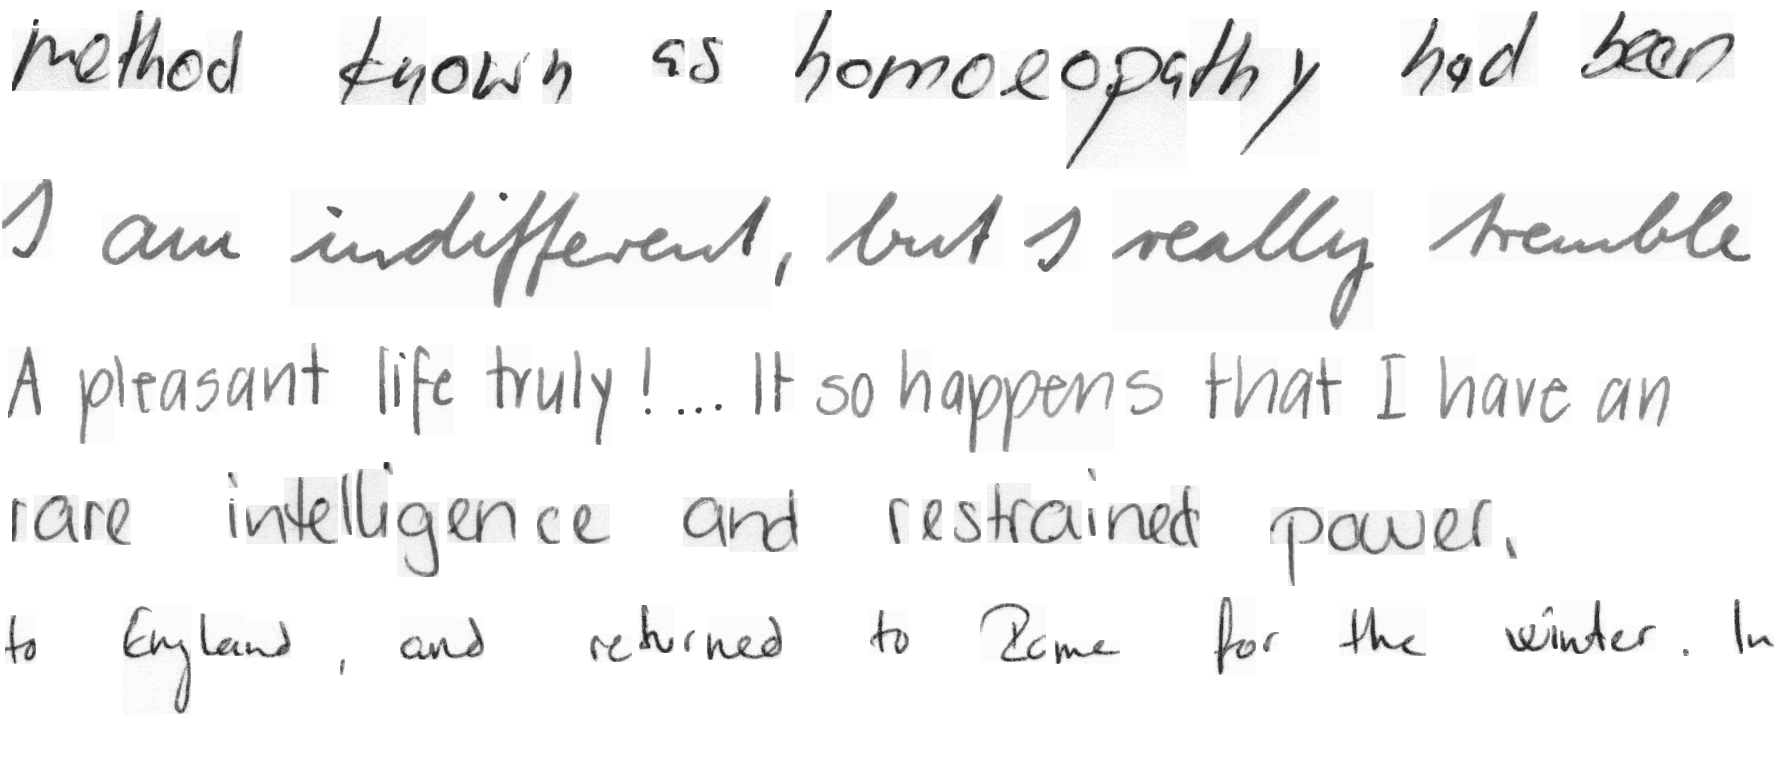 method known as homoeopathy had been
I am indifferent, but I really tremble
A pleasant life truly!... It so happens that I have an
rare intelligence and restrained power.
to England, and returned to Rome for the winter. In